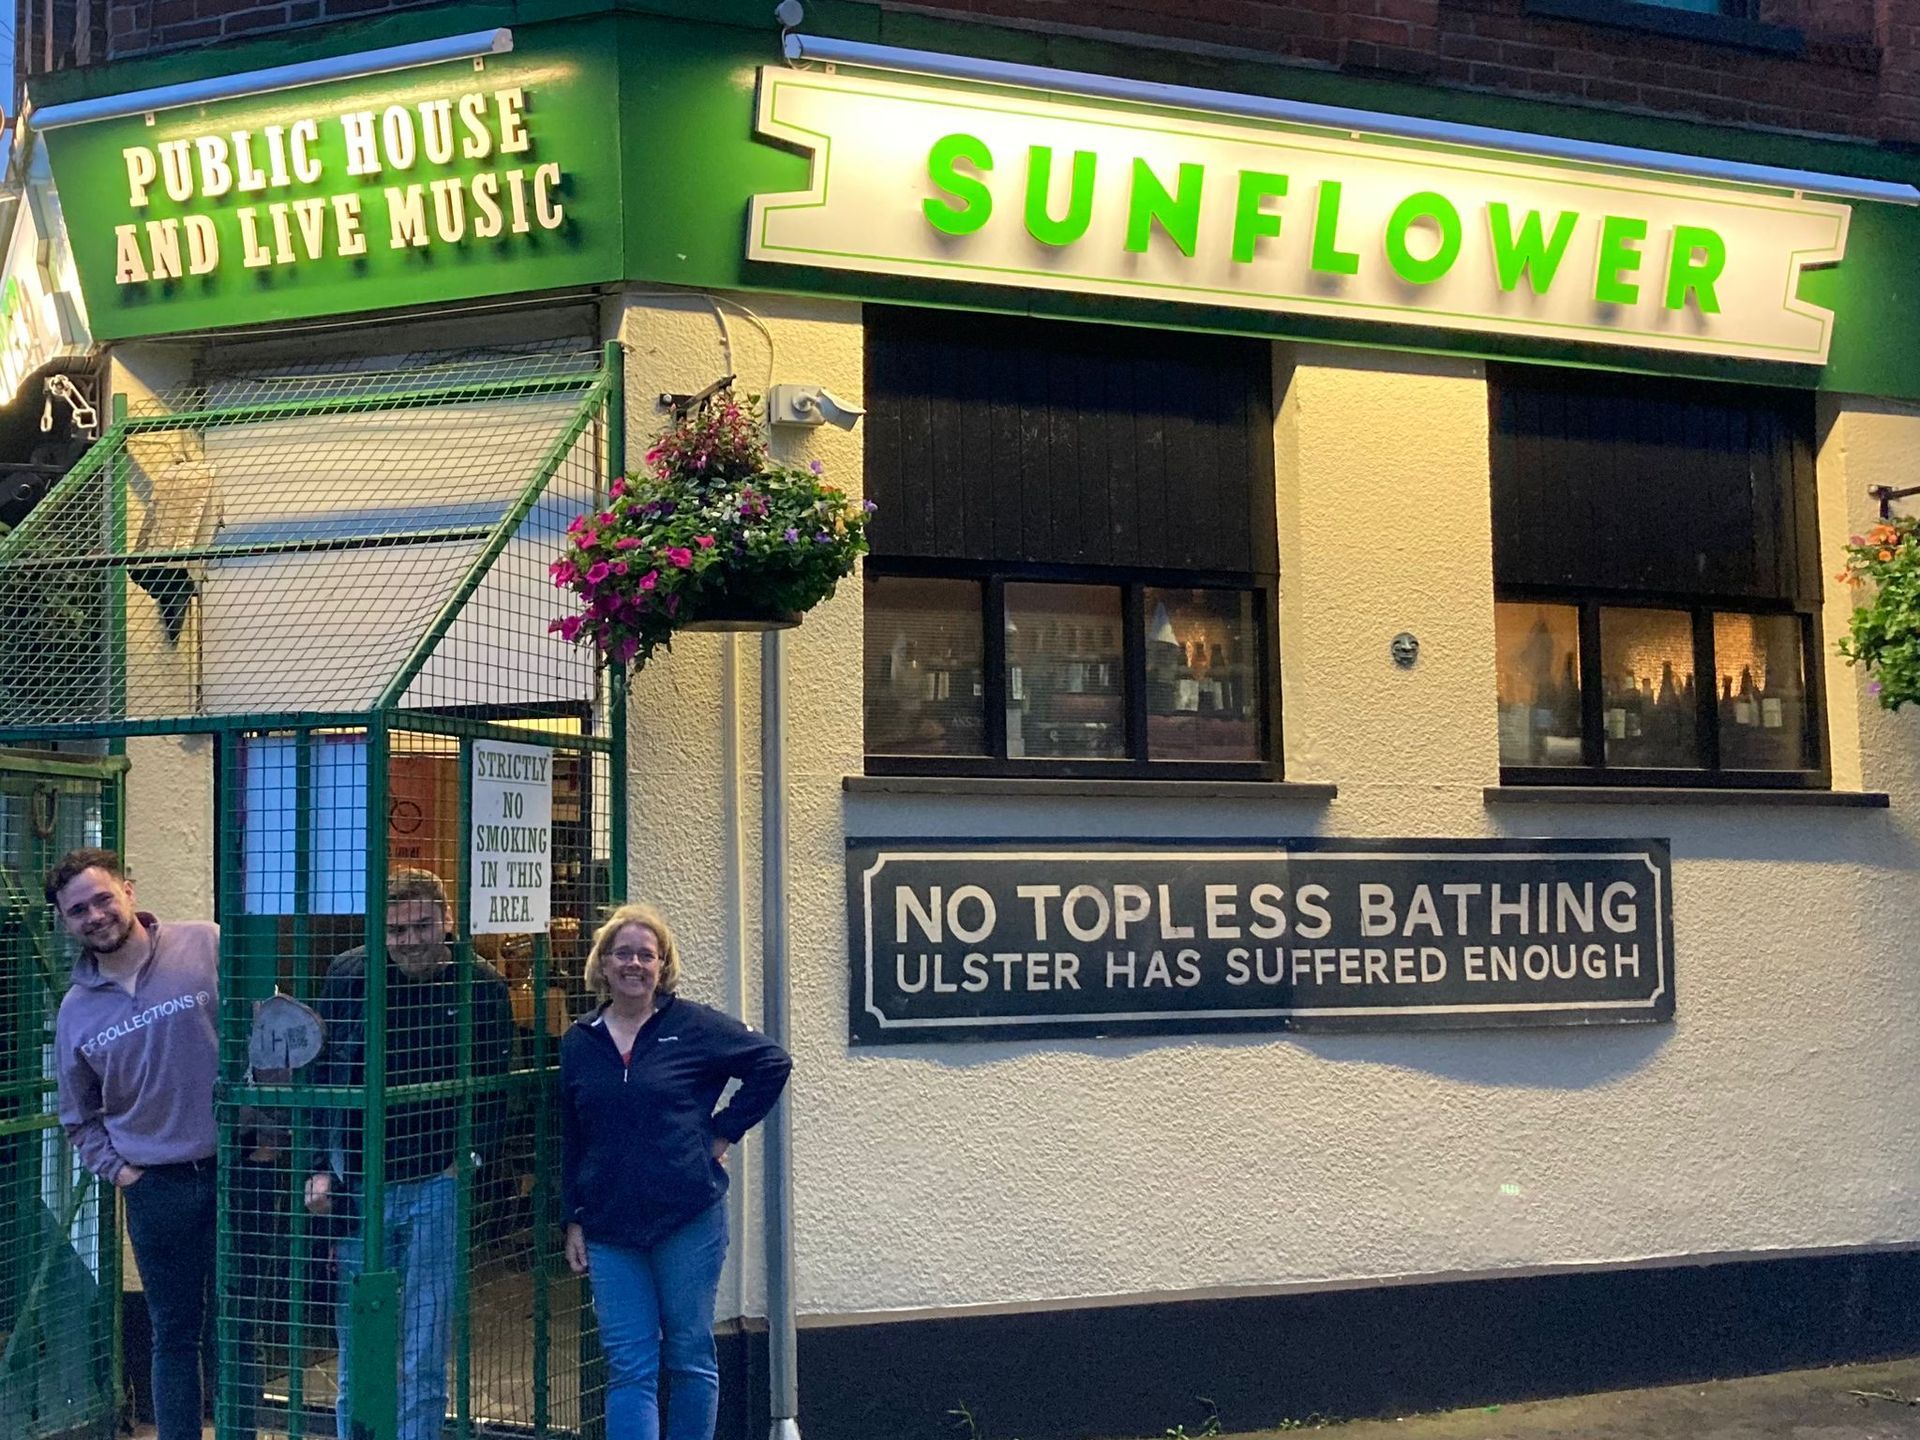 PUBLIC HOUSE
AND LIVE MUSIC
SUNFLOWER
STRICTLY
NO
SMOKING
IN THIS
AREA.
NO TOPLESS BATHING
ULSTER HAS SUFFERED ENOUGH
COLLECTIONS